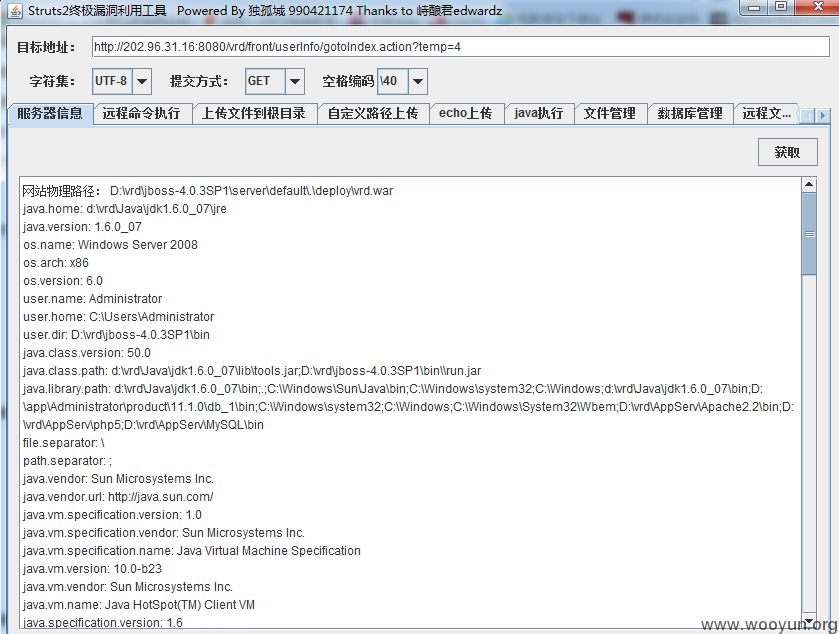 Struts2终极漏洞利用工具 Powered By 独孤城 990421174 Thanks to 峙酿君edwardz
目标地址： http://202.96.31.16:8080/vrd/front/userInfo/gotoIndex.action?temp=4
字符集： UTF-8 提交方式： GET 空格编码 \40
服务器信息 远程命令执行 上传文件到根目录 自定义路径上传 echo上传 java执行 文件管理 数据库管理 远程文...
获取
网站物理路径： D:\vrd\jboss-4.0.3SP1\server\default\.\deploy\vrd.war
java.home: d:\vrd\Java\jdk1.6.0_07\jre
java.version: 1.6.0_07
os.name: Windows Server 2008
os.arch: x86
os.version: 6.0
user.name: Administrator
user.home: C:\Users\Administrator
user.dir: D:\vrd\jboss-4.0.3SP1\bin
java.class.version: 50.0
java.class.path: d:\vrd\Java\jdk1.6.0_07\lib\tools.jar;D:\vrd\jboss-4.0.3SP1\bin\\run.jar
java.library.path: d:\vrd\Java\jdk1.6.0_07\bin;.;C:\Windows\Sun\Java\bin;C:\Windows\system32;C:\Windows;d:\vrd\Java\jdk1.6.0_07\bin;D:
\app\Administrator\product\11.1.0\db_1\bin;C:\Windows\system32;C:\Windows;C:\Windows\System32\Wbem;D:\vrd\AppServ\Apache2.2\bin;D:
\vrd\AppServ\php5;D:\vrd\AppServ\MySQL\bin
file.separator: \
path.separator: ;
java.vendor: Sun Microsystems Inc.
java.vendor.url: http://java.sun.com/
java.vm.specification.version: 1.0
java.vm.specification.vendor: Sun Microsystems Inc.
java.vm.specification.name: Java Virtual Machine Specification
java.vm.version: 10.0-b23
java.vm.vendor: Sun Microsystems Inc.
java.vm.name: Java HotSpot(TM) Client VM
java.specification.version: 1.6
www.wooyun.org